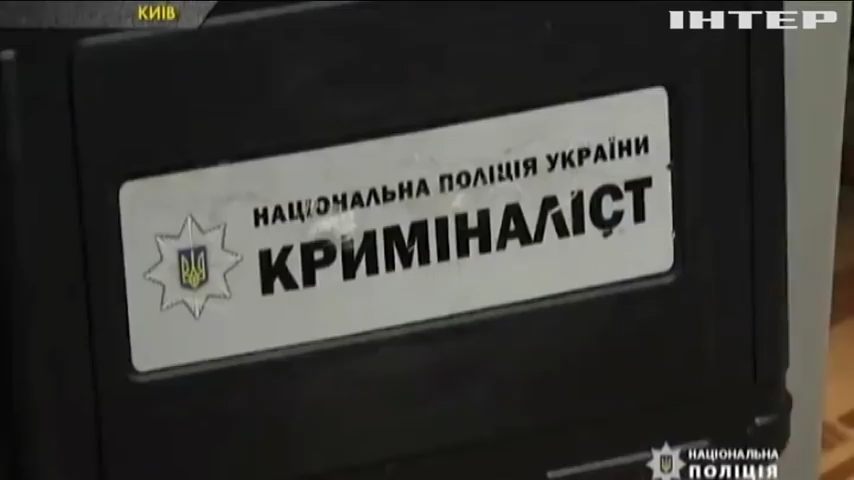 КИЇВ
ІНТЕР
НАЦІОНАЛЬНА ПОЛІЦІЯ УКРАЇНИ
КРИМІНАЛІСТ
НАЦІОНАЛЬНА
ПОЛІЦІЯ